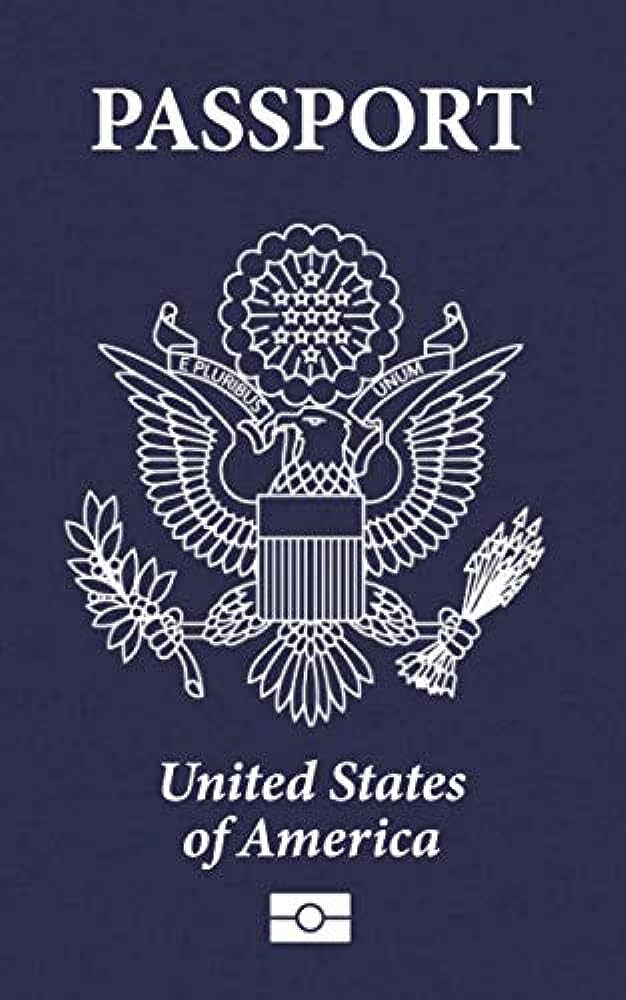 PASSPORT
E PLURIBUS UNUM
United States
of America